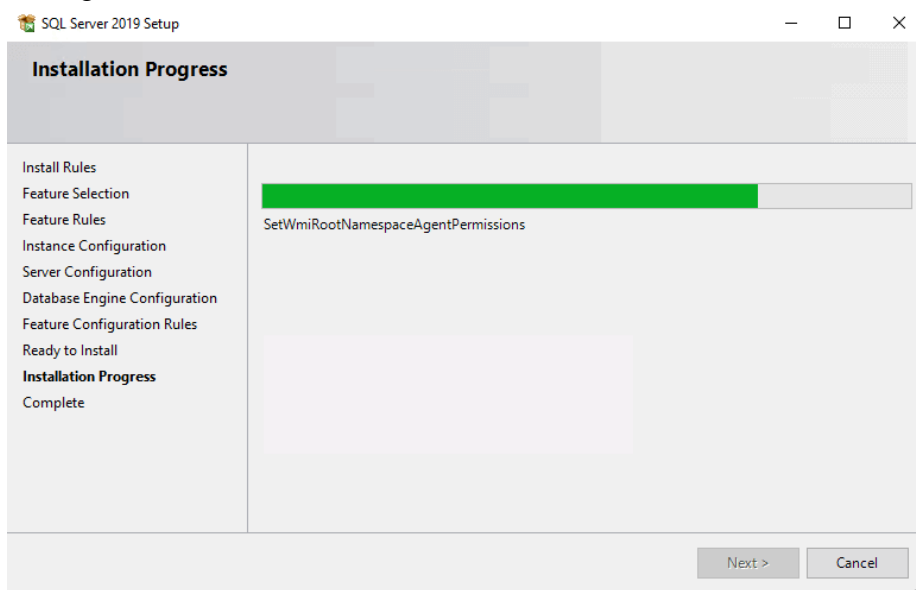 SQL Server 2019 Setup
Installation Progress
Install Rules
Feature Selection
Feature Rules
Instance Configuration
Server Configuration
Database Engine Configuration
Feature Configuration Rules
Ready to Install
Installation Progress
Complete
SetWmiRootNamespaceAgentPermissions
Next >
Cancel